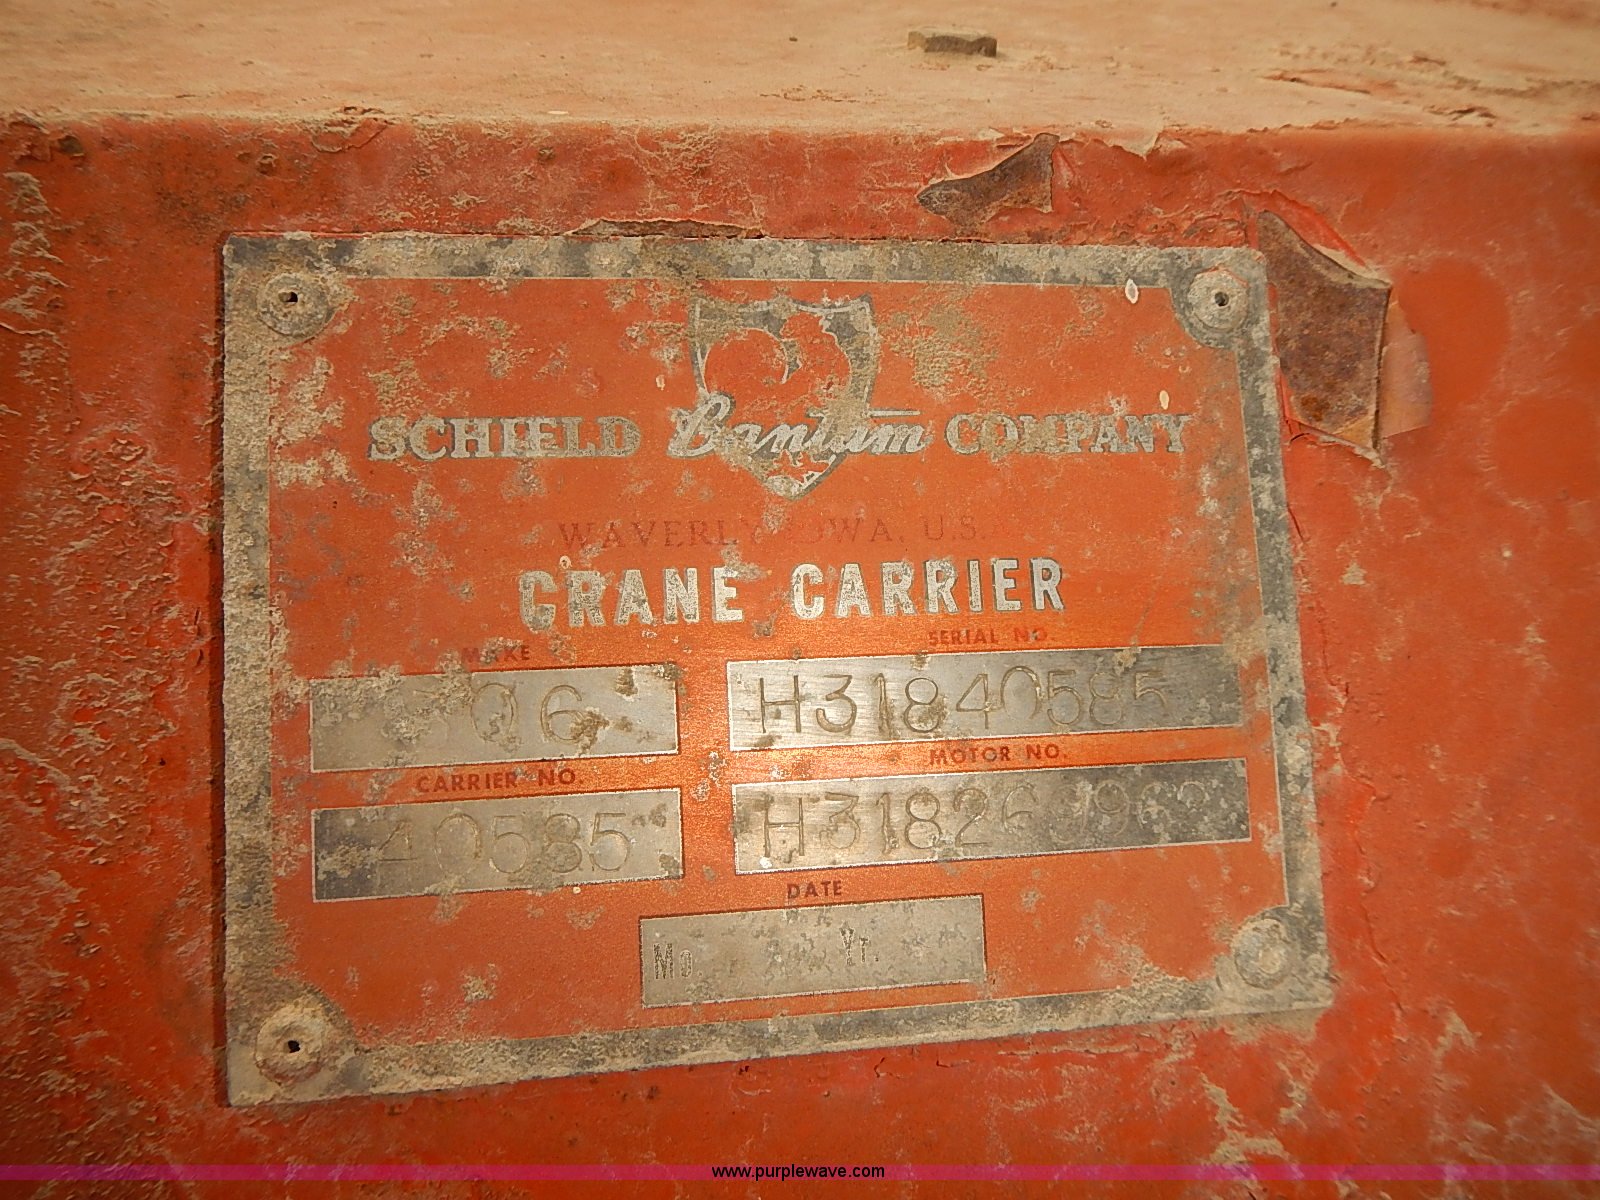 SCHIELD Bantam COMPANY
WAVERLY IOWA, U.S.
CRANE CARRIER
MAKE
SERIAL NO.
306
H31840585
CARRIER NO.
MOTOR NO.
40585
DATE
Mo. Yr.
www.purplewave.com